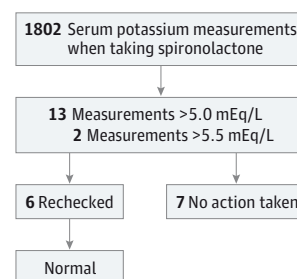 1802 Serum potassium measurements
when taking spironolactone
13 Measurements >5.0 mEq/L
2 Measurements >5.5 mEq/L
6 Rechecked
7 No action taken
Normal